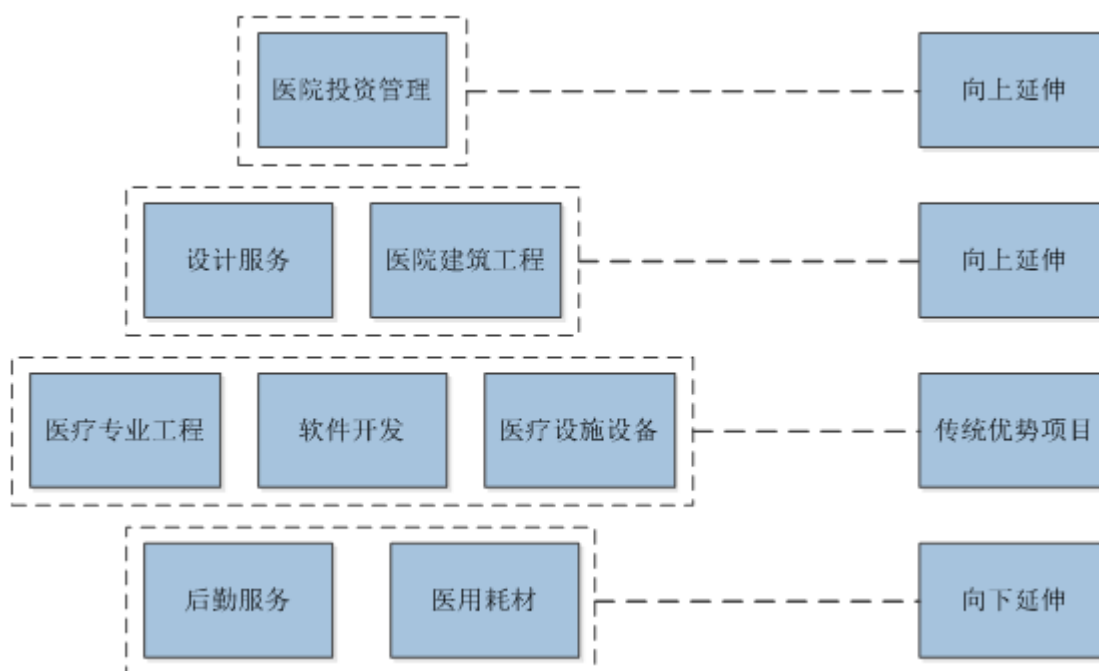 医院投资管理
向上延伸
设计服务
医院建筑工程
向上延伸
医疗专业工程
软件开发
医疗设施设备
传统优势项目
后勤服务
医用耗材
向下延伸